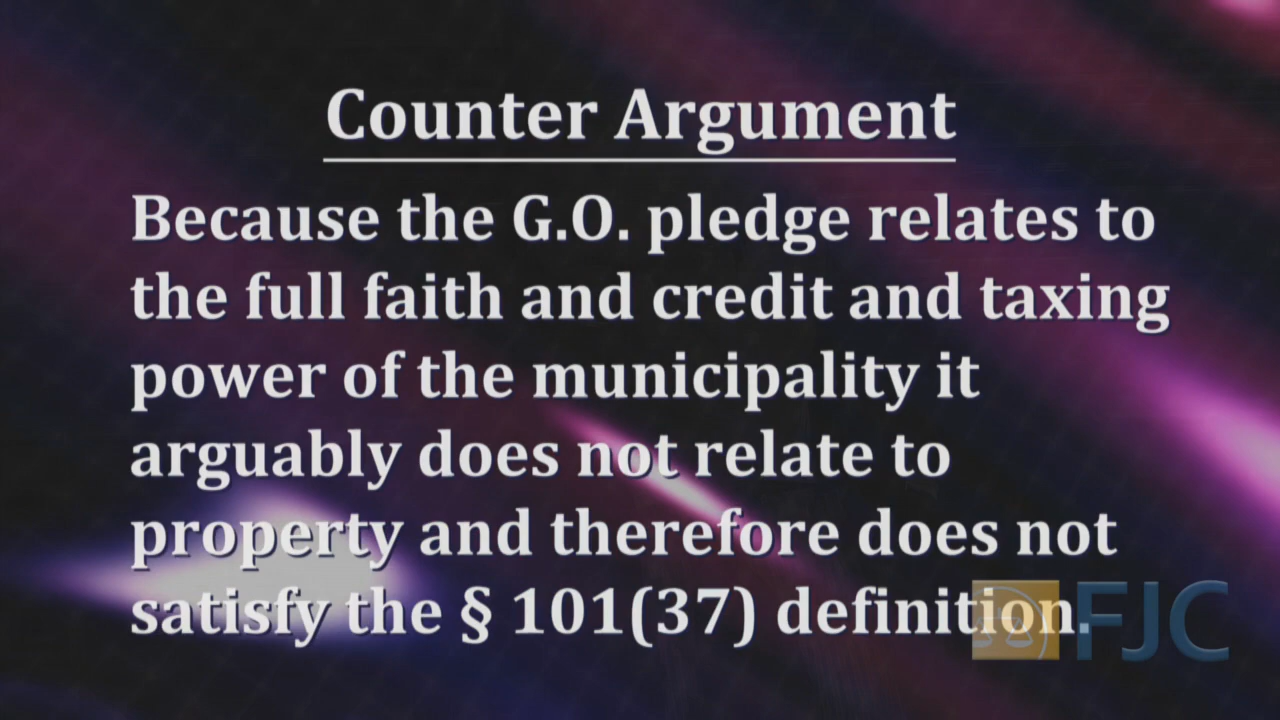 Counter Argument
Because the G.O. pledge relates to
the full faith and credit and taxing
power of the municipality it
arguably does not relate to
property and therefore does not
satisfy the § 101(37) definition.
FJC